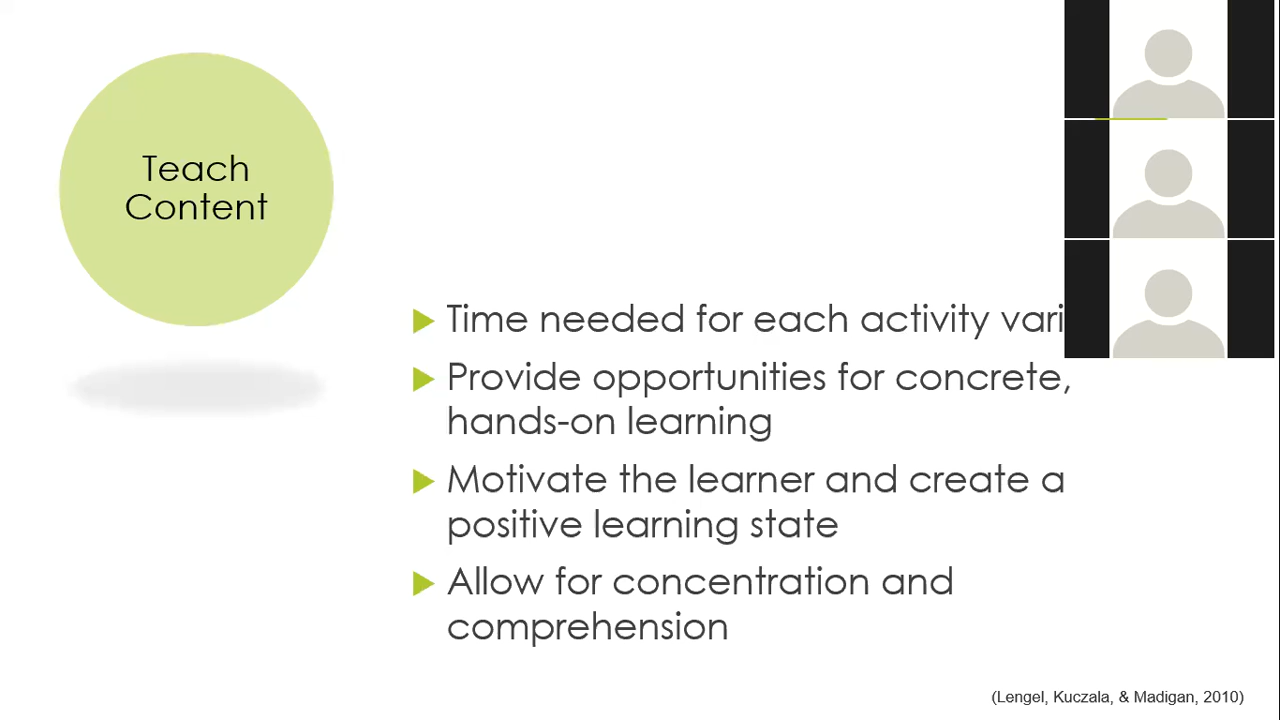 Teach
Content
Time needed for each activity vari
Provide opportunities for concrete,
hands-on learning
Motivate the learner and create a
positive learning state
Allow for concentration and
comprehension
(Lengel, Kuczala, & Madigan, 2010)